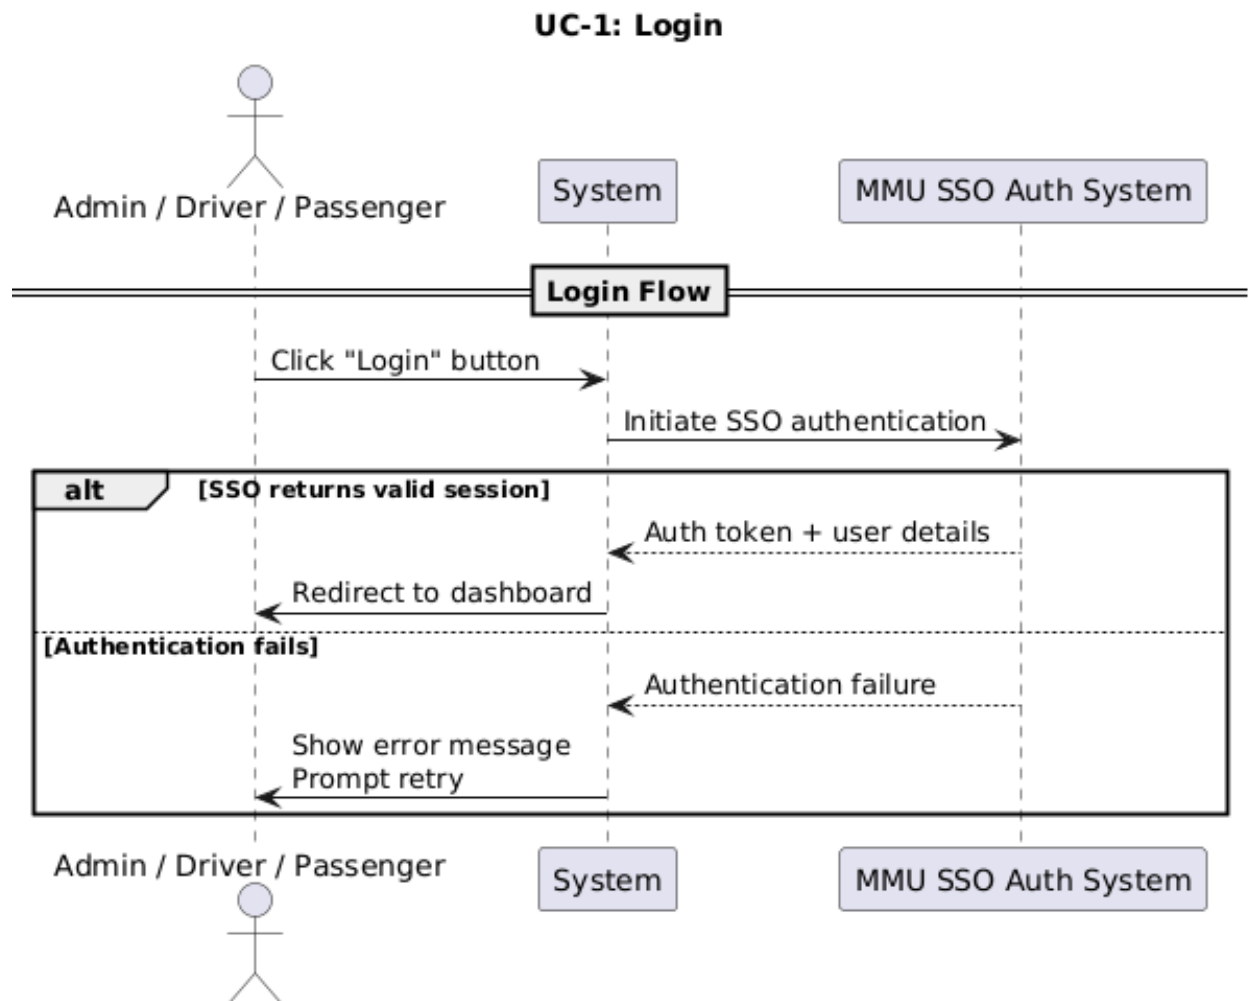 UC-1: Login
Admin / Driver / Passenger
System
MMU SSO Auth System
Login Flow
Click "Login" button
Initiate SSO authentication
alt
[SSO returns valid session]
Auth token + user details
Redirect to dashboard
[Authentication fails]
Authentication failure
Show error message
Prompt retry
Admin / Driver / Passenger
System
MMU SSO Auth System